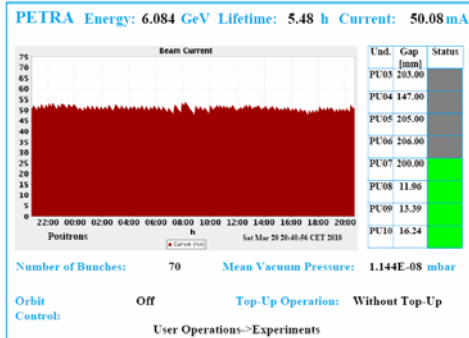 PETRA Energy: 6.084 GeV Lifetime: 5.48 h Current: 50.08 mA
Beam Current
75
70
65
60
55
50
45
40
35
30
25
20
15
10
5
0
22:00 00:00 02:00 04:00 06:00 08:00 10:00 12:00 14:00 16:00 18:00 20:00
h
Positrons
Sat Mar 20 20:40:56 CET 2010
Und. Gap [mm] Status
PU03 203.00
PU04 147.00
PU05 205.00
PU06 206.00
PU07 200.00
PU08 11.96
PU09 13.39
PU10 16.24
Number of Bunches: 70 Mean Vacuum Pressure: 1.144E-08 mbar
Orbit Control: Off Top-Up Operation: Without Top-Up
User Operations->Experiments